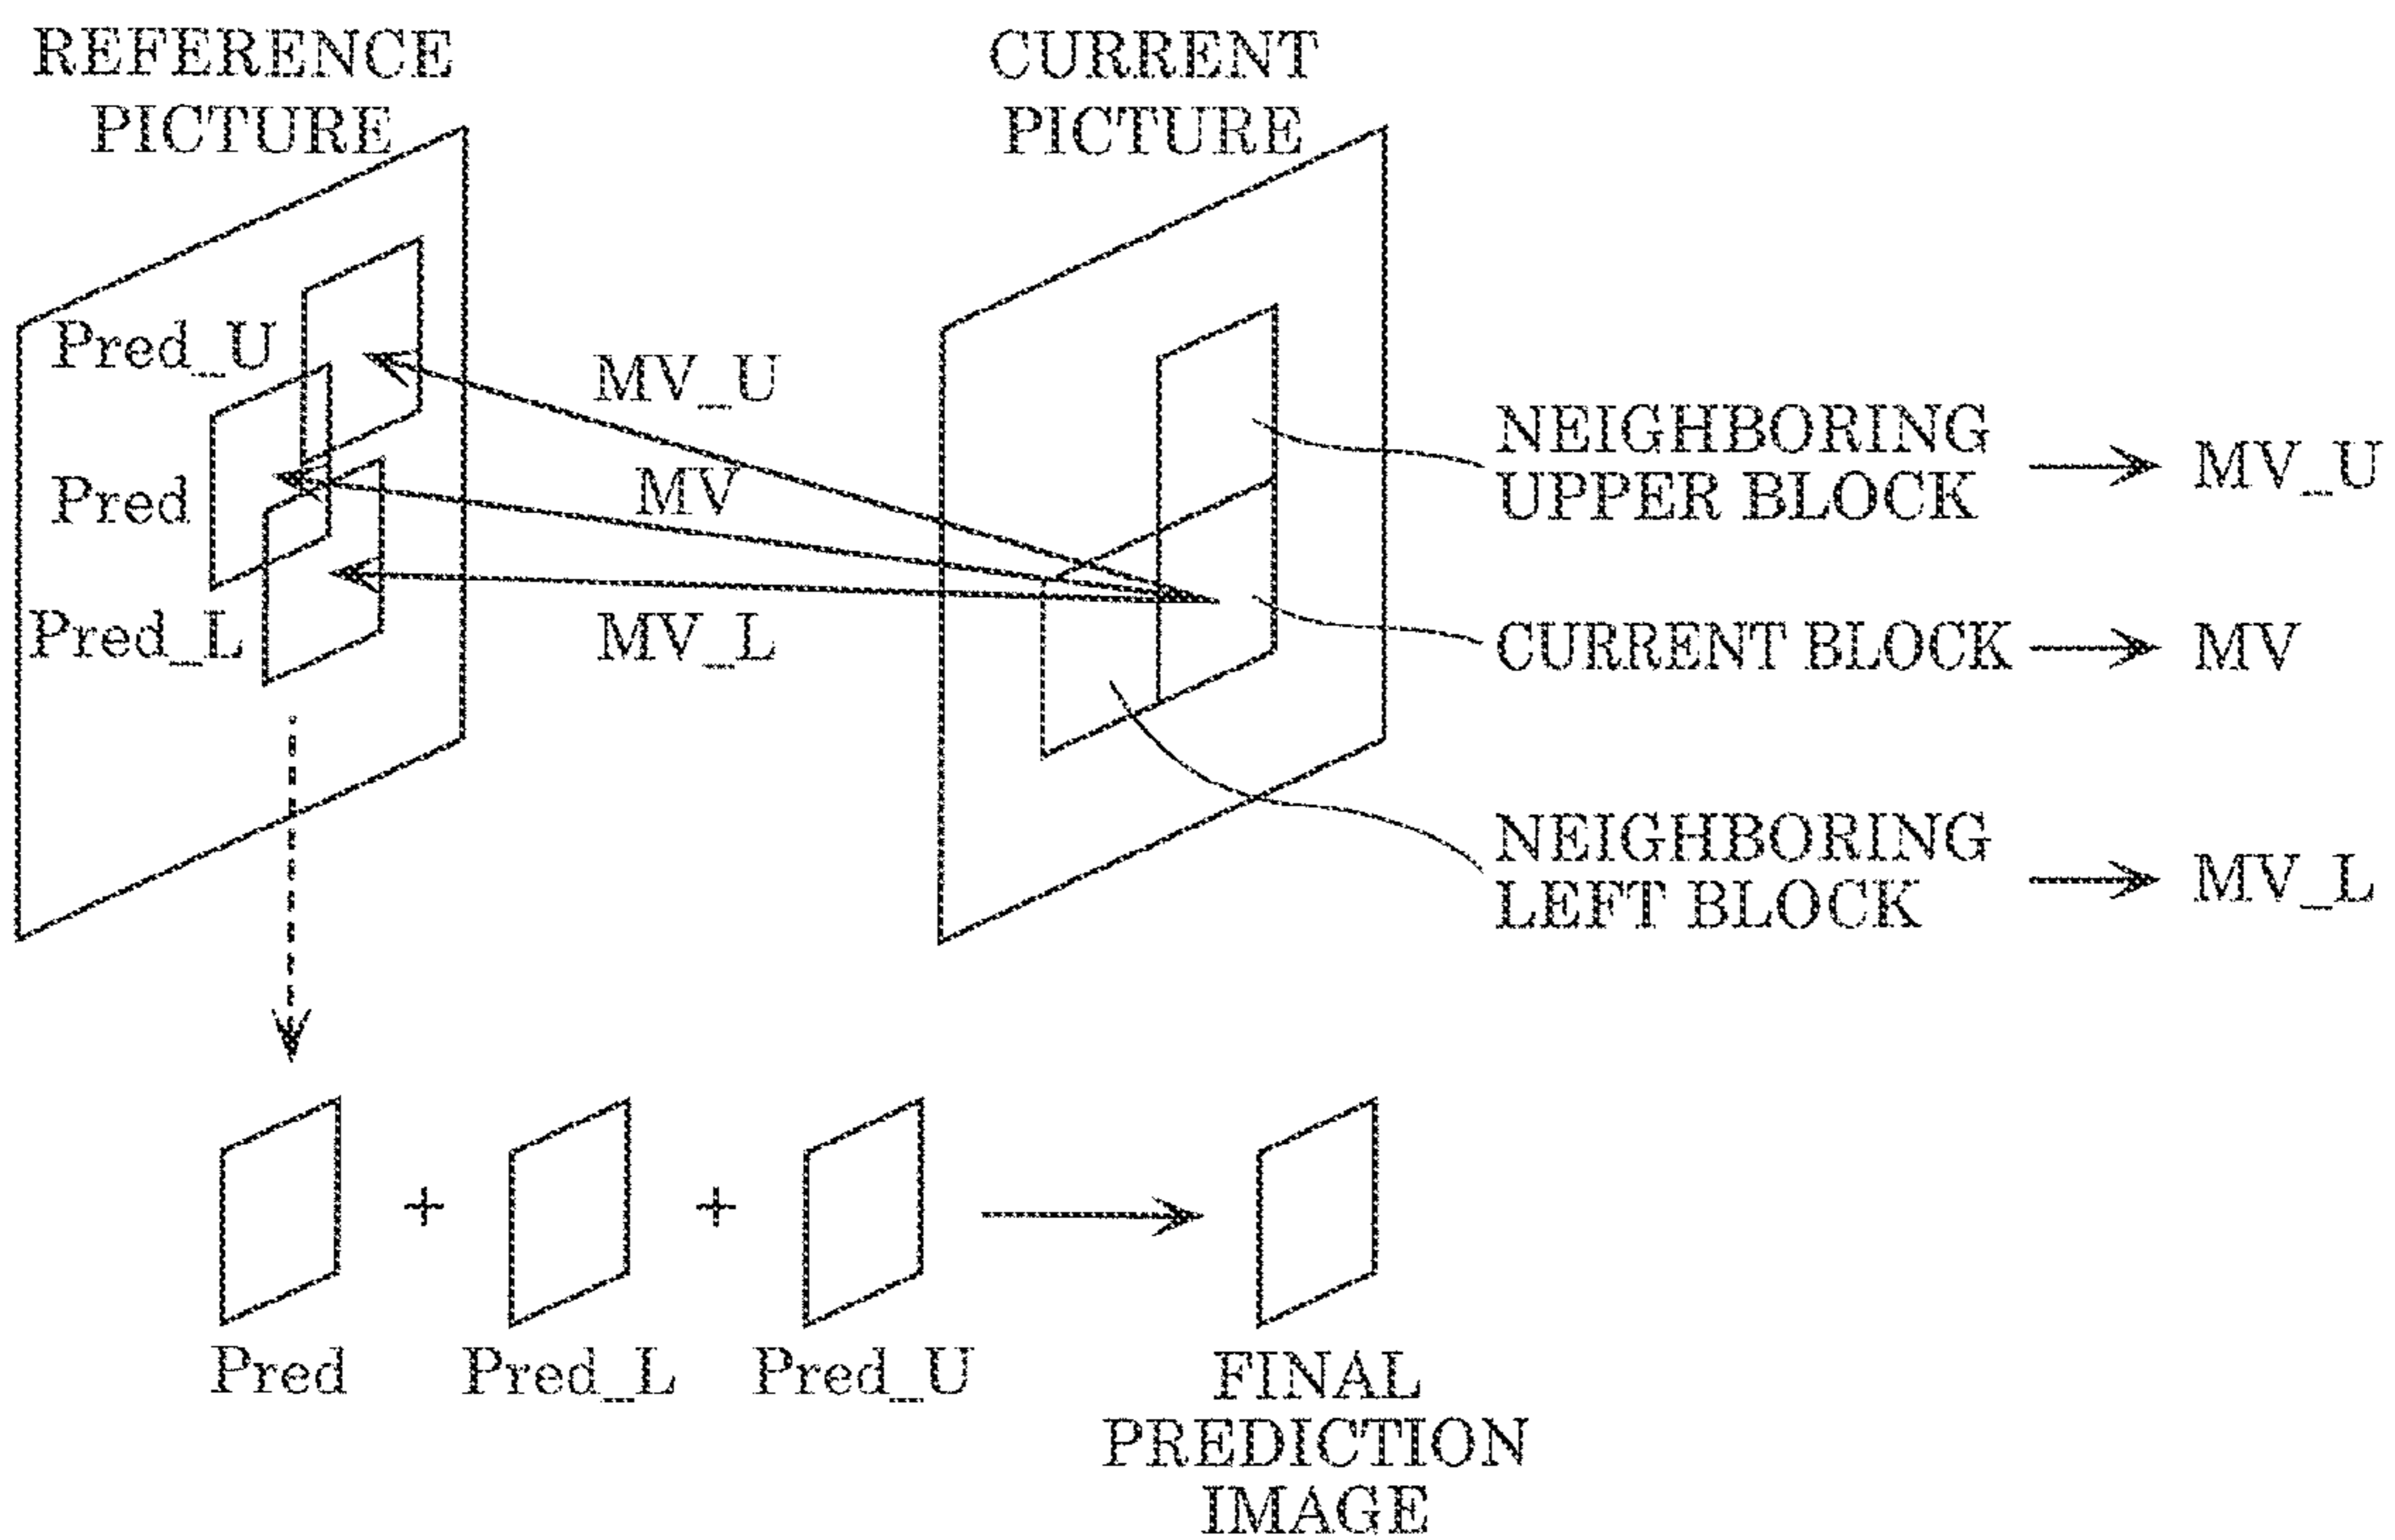 REFERENCE
PICTURE
CURRENT
PICTURE
Pred_U
MV_U
NEIGHBORING
UPPER BLOCK
MV_U
Pred
MV
CURRENT BLOCK
MV
Pred_L
MV_L
NEIGHBORING
LEFT BLOCK
MV_L
+
+
Pred
Pred_L
Pred_U
FINAL
PREDICTION
IMAGE